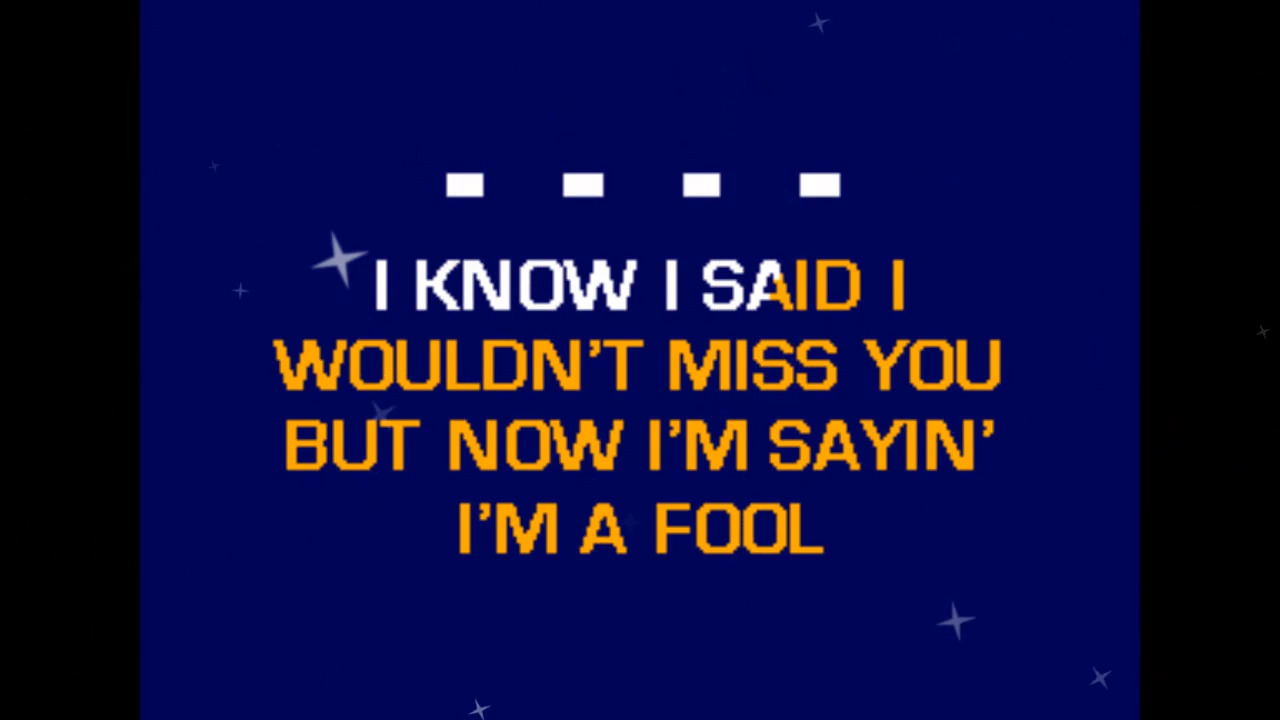 I KNOW I SAID I
WOULDN'T MISS YOU
BUT NOW I'M SAYIN'
I'M A FOOL